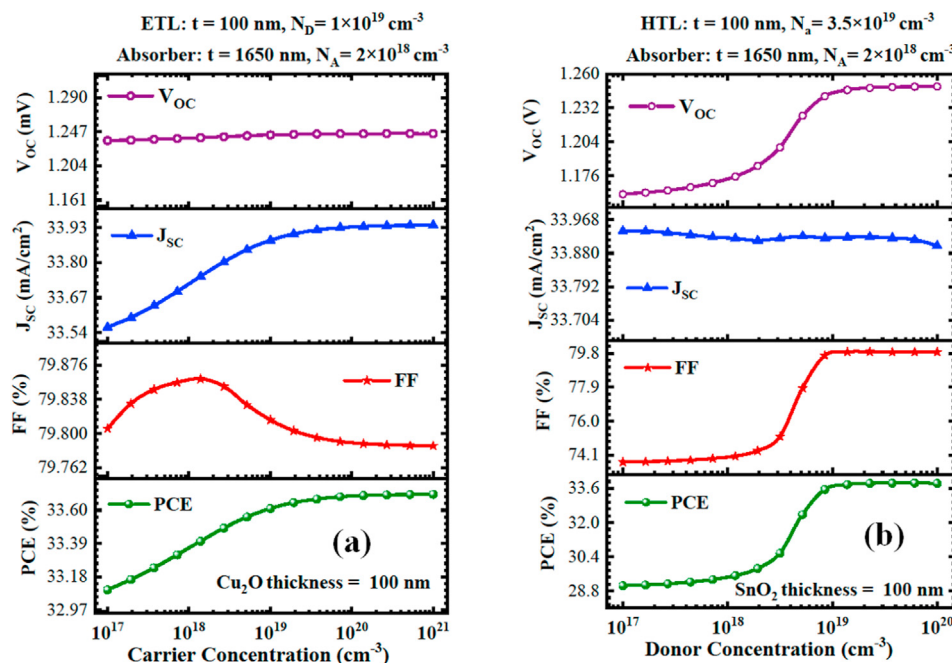 ETL: t = 100 nm, N_D= 1×10^19 cm^-3
Absorber: t = 1650 nm, N_A= 2×10^18 cm^-3
V_OC (mV)
1.290
1.247
1.204
1.161
V_OC
J_SC (mA/cm^2)
33.93
33.80
33.67
33.54
J_SC
FF (%)
79.876
79.838
79.800
79.762
FF
PCE (%)
33.60
33.39
33.18
32.97
PCE
(a)
Cu₂O thickness = 100 nm
10^17 10^18 10^19 10^20 10^21
Carrier Concentration (cm^-3)
HTL: t = 100 nm, N_a= 3.5×10^19 cm^-3
Absorber: t = 1650 nm, N_A= 2×10^18 cm^-3
V_OC (V)
1.260
1.232
1.204
1.176
V_OC
J_SC (mA/cm^2)
33.968
33.880
33.792
33.704
J_SC
FF (%)
79.8
77.9
76.0
74.1
FF
PCE (%)
33.6
32.0
30.4
28.8
PCE
(b)
SnO₂ thickness = 100 nm
10^17 10^18 10^19 10^20
Donor Concentration (cm^-3)